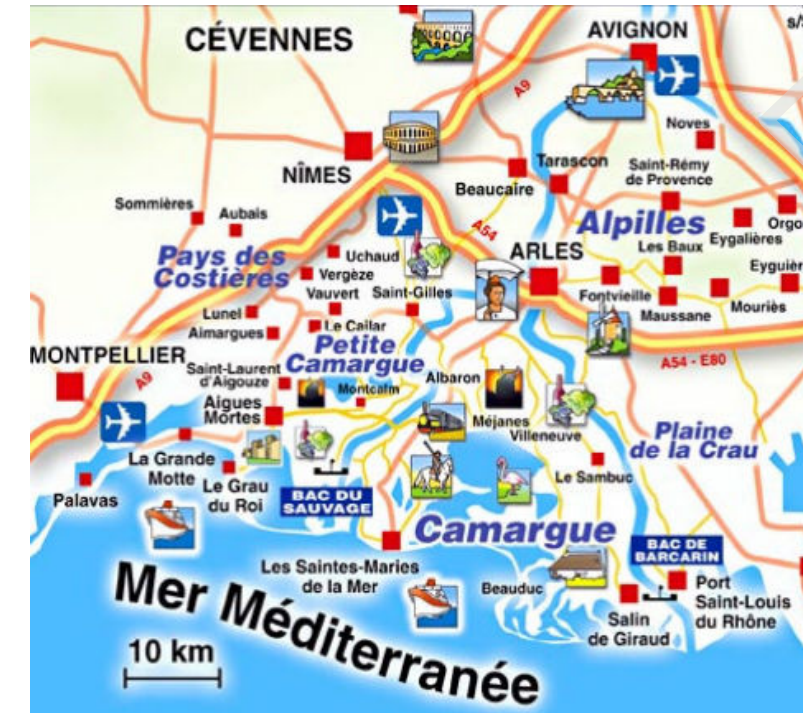 CÉVENNES
AVIGNON
A9
Noves
NÎMES
Beaucaire
Tarascon
Saint-Rémy
de Provence
Sommières
Aubais
A54
Alpilles
Orgo
Pays des
Costières
Uchaud
Vergèze
Vauvert
Saint-Gilles
ARLES
Les Baux
Eygalières
Eyguièr
Fontvieille
Maussane
Mouriès
Lunel
Aimargues
Le Cailar
Petite
Camargue
MONTPELLIER
A9
A54 - E80
Saint-Laurent
d'Aigouze
Montcalm
Albaron
Aigues
Mortes
Méjanes
Villeneuve
Plaine
de la Crau
La Grande
Motte
Le Grau
du Roi
Palavas
BAC DU
SAUVAGE
Le Sambuc
Camargue
BAC DE
BARCARIN
Les Saintes-Maries
de la Mer
Beauduc
Port
Saint-Louis
du Rhône
Salin
de Giraud
Mer Méditerranée
10 km